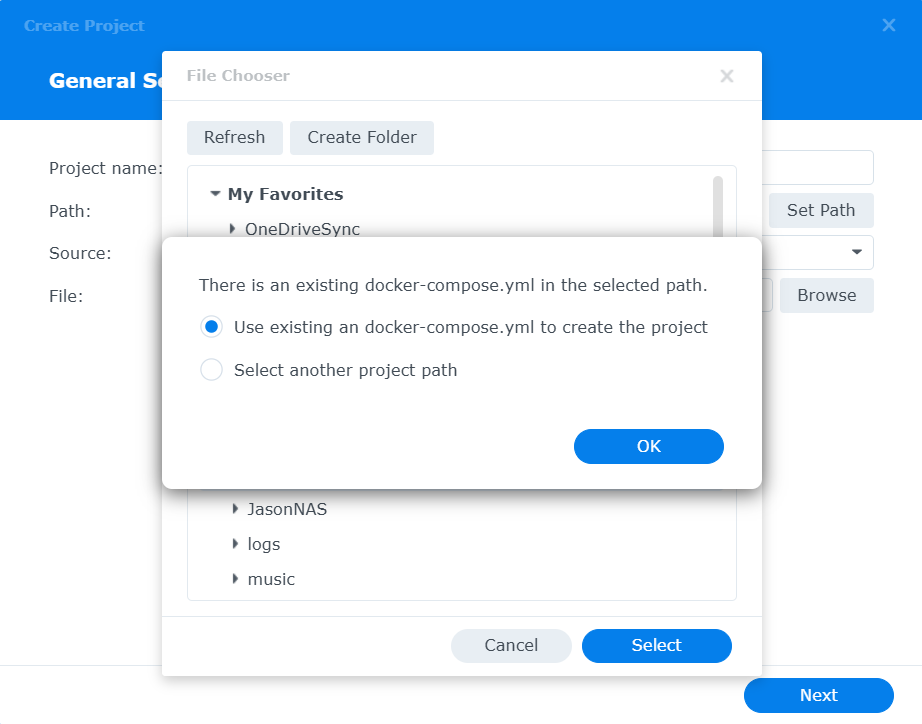 Create Project
General Se
File Chooser
Refresh
Create Folder
Project name:
My Favorites
Path:
Set Path
OneDriveSync
Source:
There is an existing docker-compose.yml in the selected path.
File:
Browse
Use existing an docker-compose.yml to create the project
Select another project path
OK
JasonNAS
logs
music
Cancel
Select
Next